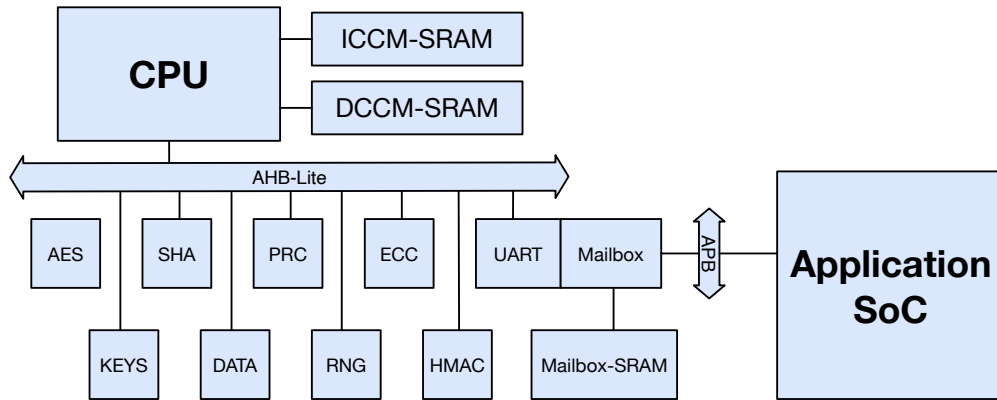 CPU
ICCM-SRAM
DCCM-SRAM
AHB-Lite
AES
SHA
PRC
ECC
UART
Mailbox
APB
Application
SoC
KEYS
DATA
RNG
HMAC
Mailbox-SRAM